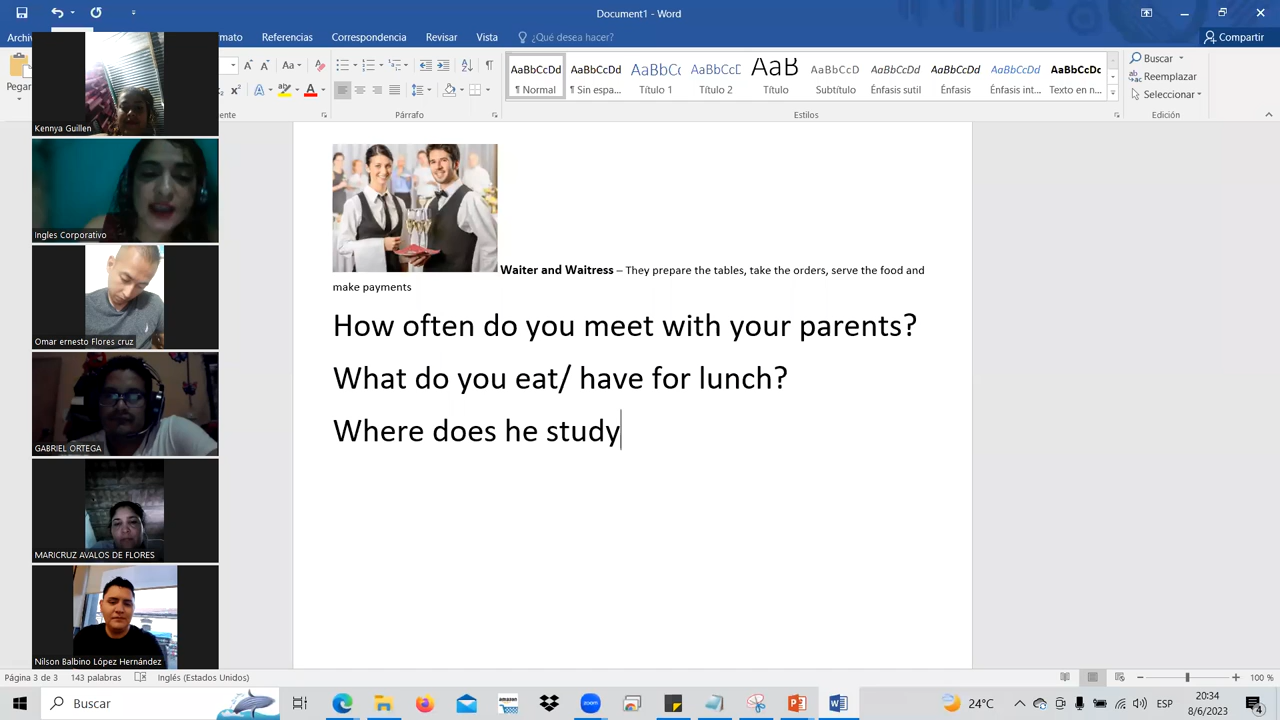 Document1 - Word
Archi
mato
Referencias
Correspondencia
Revisar
Vista
¿Qué desea hacer?
Compartir
Pegar
AaBbCcDd
AaBbCcDd
AaBbCc
AaBbCcD
AaB
AaBbCcD
AaBbCcDd
AaBbCcDd
AaBbCcDd
AaBbCcDc
¶ Normal
¶ Sin espa...
Título 1
Título 2
Título
Subtítulo
Énfasis sutil
Énfasis
Énfasis int...
Texto en n...
Buscar
Reemplazar
Seleccionar
ente
Párrafo
Estilos
Edición
Kennya Guillen
Ingles Corporativo
Omar ernesto Flores cruz
GABRIEL ORTEGA
MARICRUZ AVALOS DE FLORES
Nilson Balbino López Hernández
Waiter and Waitress – They prepare the tables, take the orders, serve the food and
make payments
How often do you meet with your parents?
What do you eat/ have for lunch?
Where does he study
Página 3 de 3
143 palabras
Inglés (Estados Unidos)
100 %
Buscar
amazon
zoom
24°C
ESP
20:34
8/6/2023
4